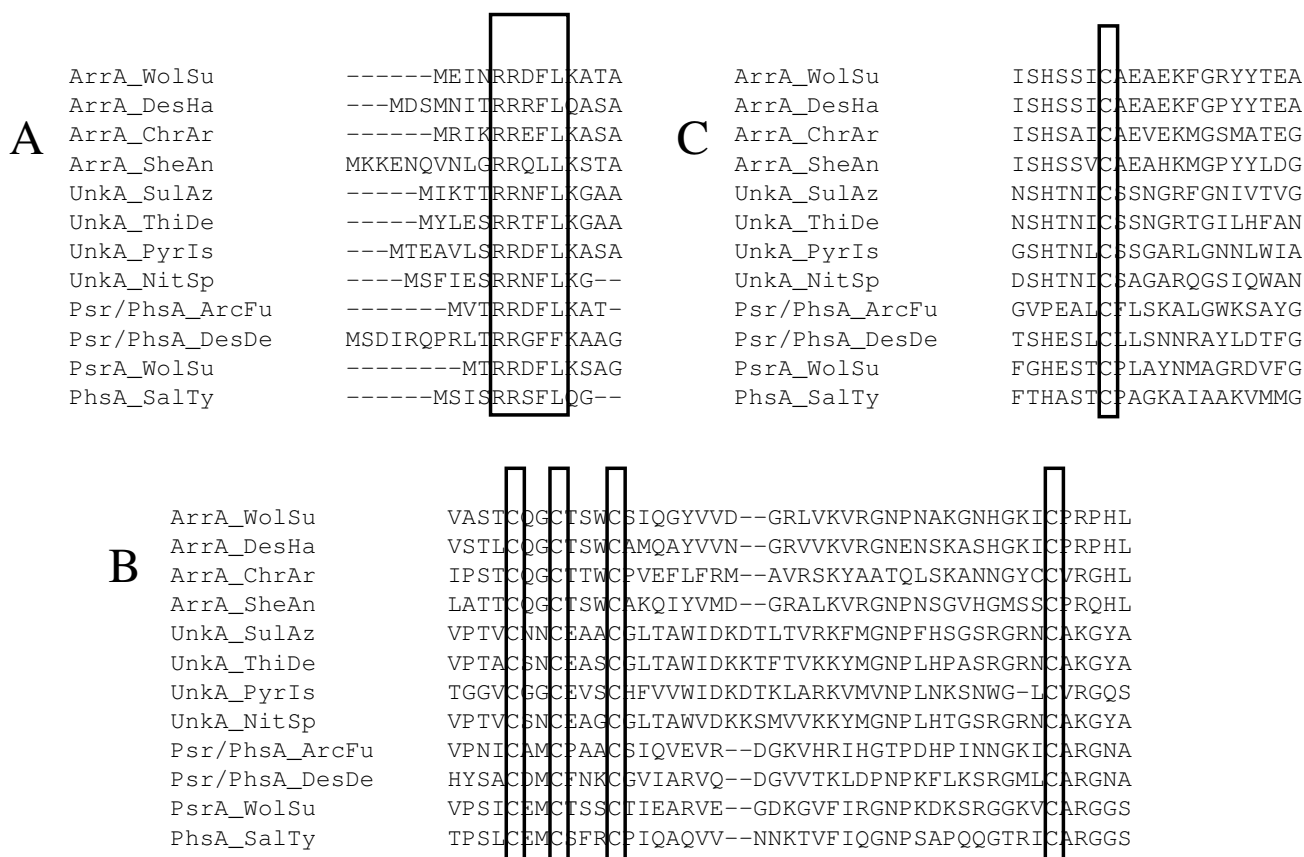 A
ArrA_WolSu ------MEINRRDFLKATA
ArrA_DesHa ---MDSMNITRRRFLQASA
ArrA_ChrAr ------MRIKRREFLKASA
ArrA_SheAn MKKENQVNLGRRQLLKSTA
UnkA_SulAz -----MIKTTRRNFLKGAA
UnkA_ThiDe -----MYLESRRTFLKGAA
UnkA_PyrIs ---MTEAVLSRRDFLKASA
UnkA_NitSp ----MSFIESRRNFLKG--
Psr/PhsA_ArcFu -------MVTRRDFLKAT-
Psr/PhsA_DesDe MSDIRQPRLTRRGFFKAAG
PsrA_WolSu --------MTRRDFLKSAG
PhsA_SalTy ------MSISRRSFLQG--
C
ArrA_WolSu ISHSSICAEAEKFGRYYTEA
ArrA_DesHa ISHSSICAEAEKFGPYYTEA
ArrA_ChrAr ISHSAICAEVEKMGSMATEG
ArrA_SheAn ISHSSVCAEAHKMGPYYLDG
UnkA_SulAz NSHTNICSSNGRFGNIVTVG
UnkA_ThiDe NSHTNICSSNGRTGILHFAN
UnkA_PyrIs GSHTNLCSSGARLGNNLWIA
UnkA_NitSp DSHTNICSAGARQGSIQWAN
Psr/PhsA_ArcFu GVPEALCFLSKALGWKSAYG
Psr/PhsA_DesDe TSHESLCLLSNNRAYLDTFG
PsrA_WolSu FGHESTCPLAYNMAGRDVFG
PhsA_SalTy FTHASTCPAGKAIAAKVMMG
B
ArrA_WolSu VASTCQGCTSWCSIQGYVVD--GRLVKVRGNPNAKGNHGKICPRPHL
ArrA_DesHa VSTLCQGCTSWCAMQAYVVN--GRVVKVRGNENSKASHGKICPRPHL
ArrA_ChrAr IPSTCQGCTTWCPVEFLFRM--AVRSKYAATQLSKANNGYCCVRGHL
ArrA_SheAn LATTCQGCTSWCAKQIYVMD--GRALKVRGNPNSGVHGMSSCPRQHL
UnkA_SulAz VPTVCNNCEAACGLTAWIDKDTLTVRKFMGNPFHSGSRGRNCAKGYA
UnkA_ThiDe VPTACSNCEASCGLTAWIDKKTFTVKKYMGNPLHPASRGRNCAKGYA
UnkA_PyrIs TGGVCGGCEVSCHFVVWIDKDTKLARKVMVNPLNKSNWG-LCVRGQS
UnkA_NitSp VPTVCSNCEAGCGLTAWVDKKSMVVKKYMGNPLHTGSRGRNCAKGYA
Psr/PhsA_ArcFu VPNICAMCPAACSIQVEVR--DGKVHRIHGTPDHPINNGKICARGNA
Psr/PhsA_DesDe HYSACDMCFNKCGVIARVQ--DGVVTKLDPNPKFLKSRGMLCARGNA
PsrA_WolSu VPSICEMCTSSCTIEARVE--GDKGVFIRGNPKDKSRGGKVCARGGS
PhsA_SalTy TPSLCEMCSFRCPIQAQVV--NNKTVFIQGNPSAPQQGTRICARGGS